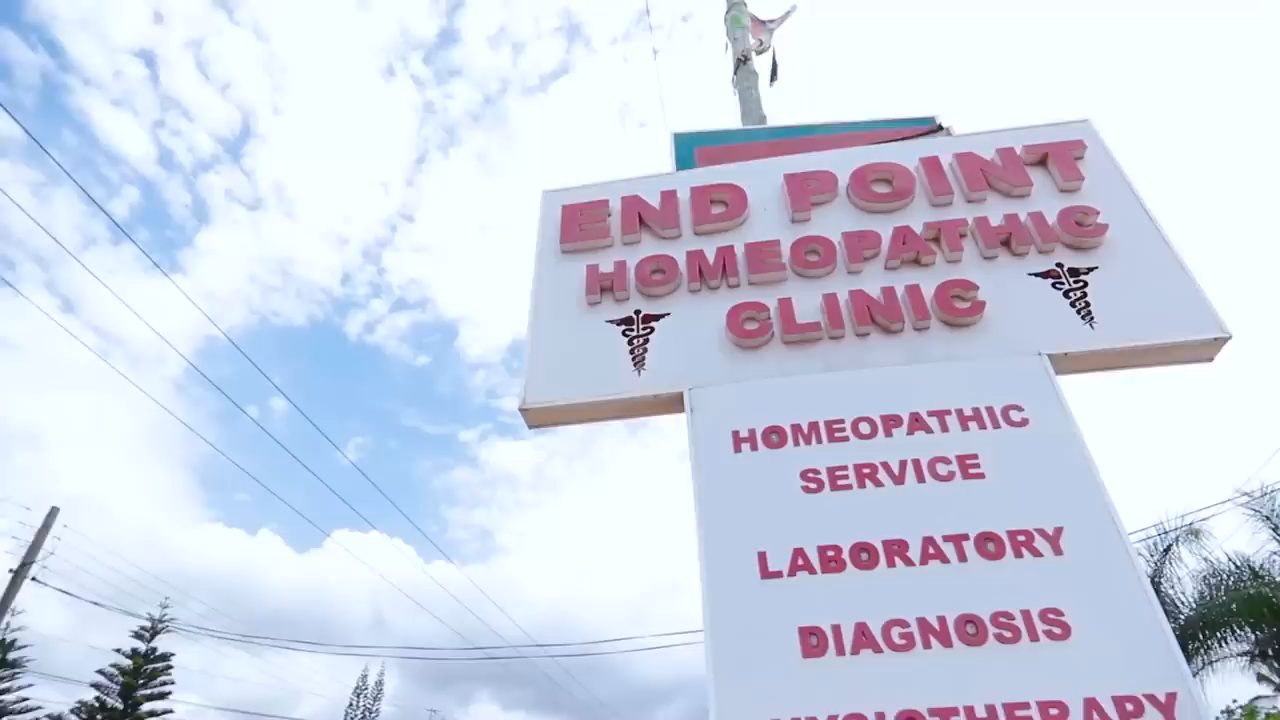 END POINT
HOMEOPATHIC
CLINIC
HOMEOPATHIC
SERVICE
LABORATORY
DIAGNOSIS